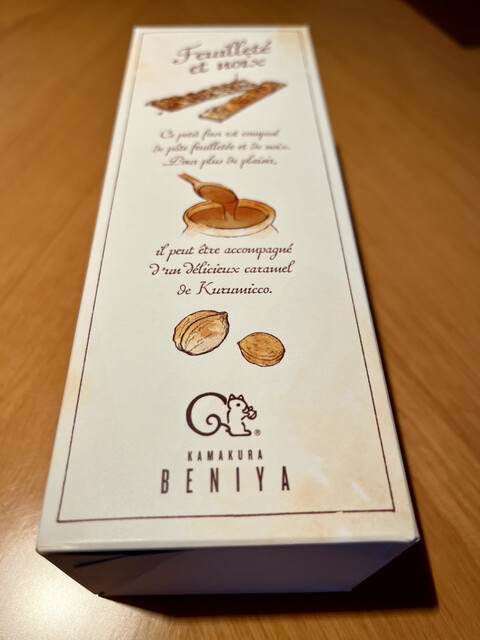 Feuilleté
et noix
Ce petit four est composé
de pâte feuilletée et de noix.
Pour plus de plaisir,
il peut être accompagné
d'un délicieux caramel
de Kurumicco.
®
KAMAKURA
BENIYA